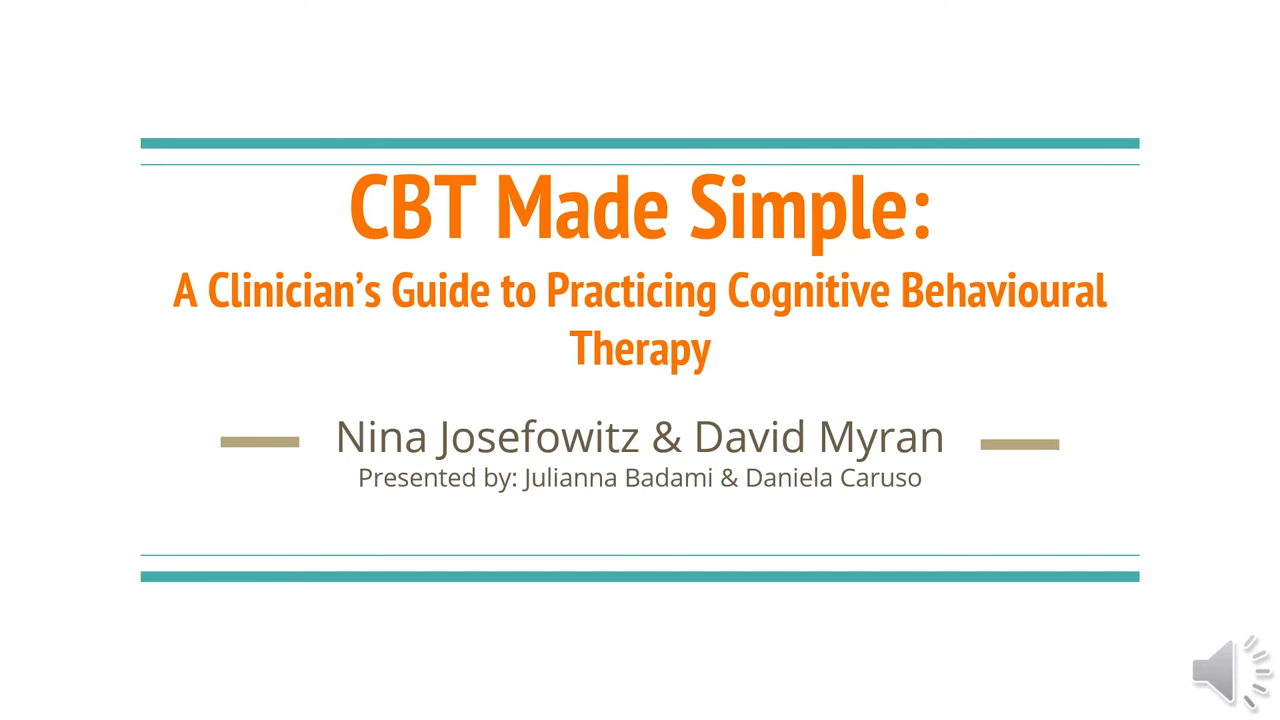 CBT Made Simple:
A Clinician’s Guide to Practicing Cognitive Behavioural
Therapy
Nina Josefowitz & David Myran
Presented by: Julianna Badami & Daniela Caruso